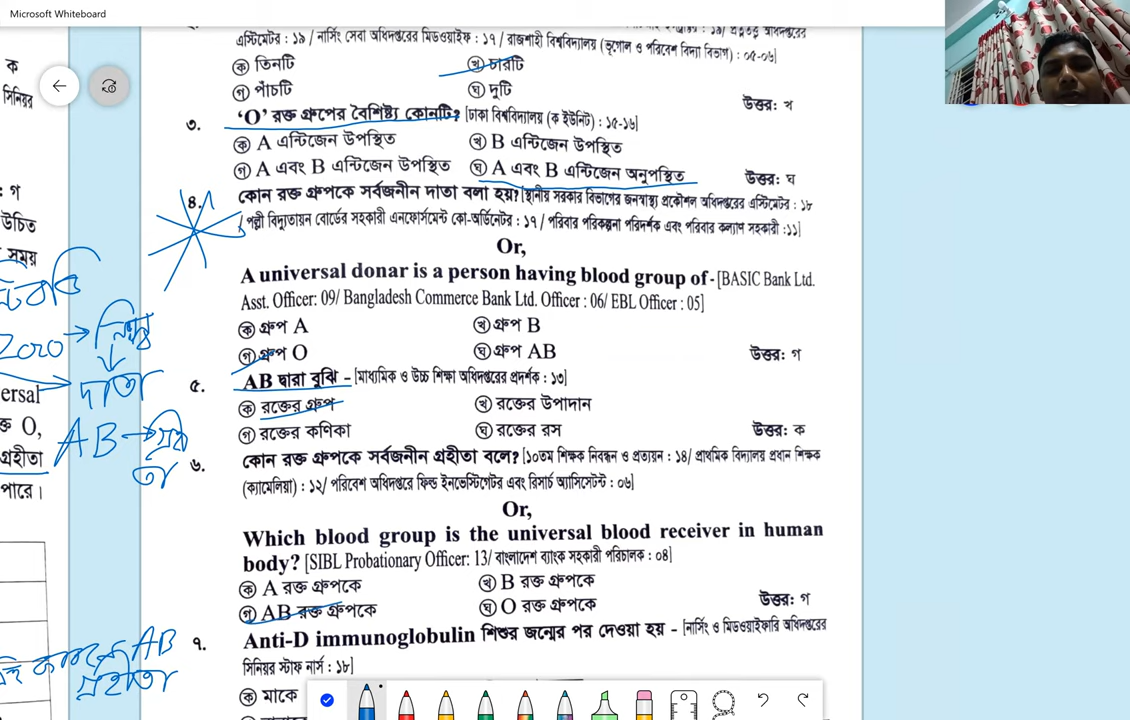 Microsoft Whiteboard
এস্টিমেটর : ১৯ / নার্সিং সেবা অধিদপ্তরের মিডওয়াইফ : ১৭ / রাজশাহী বিশ্ববিদ্যালয় (ভূগোল ও পরিবেশ বিদ্যা বিভাগ) : ০৫-০৬]
ক তিনটি খ চারটি
গ পাঁচটি ঘ দুটি উত্তর: খ
৩. ‘O’ রক্ত গ্রুপের বৈশিষ্ট্য কোনটি? [ঢাকা বিশ্ববিদ্যালয় (ক ইউনিট) : ১৫-১৬]
ক A এন্টিজেন উপস্থিত খ B এন্টিজেন উপস্থিত
গ A এবং B এন্টিজেন উপস্থিত ঘ A এবং B এন্টিজেন অনুপস্থিত উত্তর: ঘ
৪. কোন রক্ত গ্রুপকে সর্বজনীন দাতা বলা হয়? [স্থানীয় সরকার বিভাগের জনস্বাস্থ্য প্রকৌশল অধিদপ্তরের এস্টিমেটর : ১৮
/ পল্লী বিদ্যুতায়ন বোর্ডের সহকারী এনফোর্সমেন্ট কো-অর্ডিনেটর : ১৭ / পরিবার পরিকল্পনা পরিদর্শক এবং পরিবার কল্যাণ সহকারী :১১]
Or,
A universal donar is a person having blood group of - [BASIC Bank Ltd.
Asst. Officer: 09/ Bangladesh Commerce Bank Ltd. Officer : 06/ EBL Officer : 05]
ক গ্রুপ A খ গ্রুপ B
গ গ্রুপ O ঘ গ্রুপ AB উত্তর: গ
৫. AB দ্বারা বুঝি - [মাধ্যমিক ও উচ্চ শিক্ষা অধিদপ্তরের প্রদর্শক : ১৩]
ক রক্তের গ্রুপ খ রক্তের উপাদান
গ রক্তের কণিকা ঘ রক্তের রস উত্তর: ক
৬. কোন রক্ত গ্রুপকে সর্বজনীন গ্রহীতা বলে? [১০তম শিক্ষক নিবন্ধন ও প্রত্যয়ন : ১৪/ প্রাথমিক বিদ্যালয় প্রধান শিক্ষক
(ক্যামেলিয়া) : ১২/ পরিবেশ অধিদপ্তরে ফিল্ড ইনভেস্টিগেটর এবং রিসার্চ অ্যাসিসেটেন্ট : ০৬]
Or,
Which blood group is the universal blood receiver in human
body? [SIBL Probationary Officer: 13/ বাংলাদেশ ব্যাংক সহকারী পরিচালক : ০৪]
ক A রক্ত গ্রুপকে খ B রক্ত গ্রুপকে
গ AB রক্ত গ্রুপকে ঘ O রক্ত গ্রুপকে উত্তর: গ
৭. Anti-D immunoglobulin শিশুর জন্মের পর দেওয়া হয় - [নার্সিং ও মিডওয়াইফারি অধিদপ্তরের
সিনিয়র স্টাফ নার্স : ১৮]
ক মাকে
ক
সিনিয়র
: গ
উচিত
সময়
Zoro
দাতা
ersal
ক্ত O,
AB
গ্রহীতা
পারে।
AB
গ্রহীতা